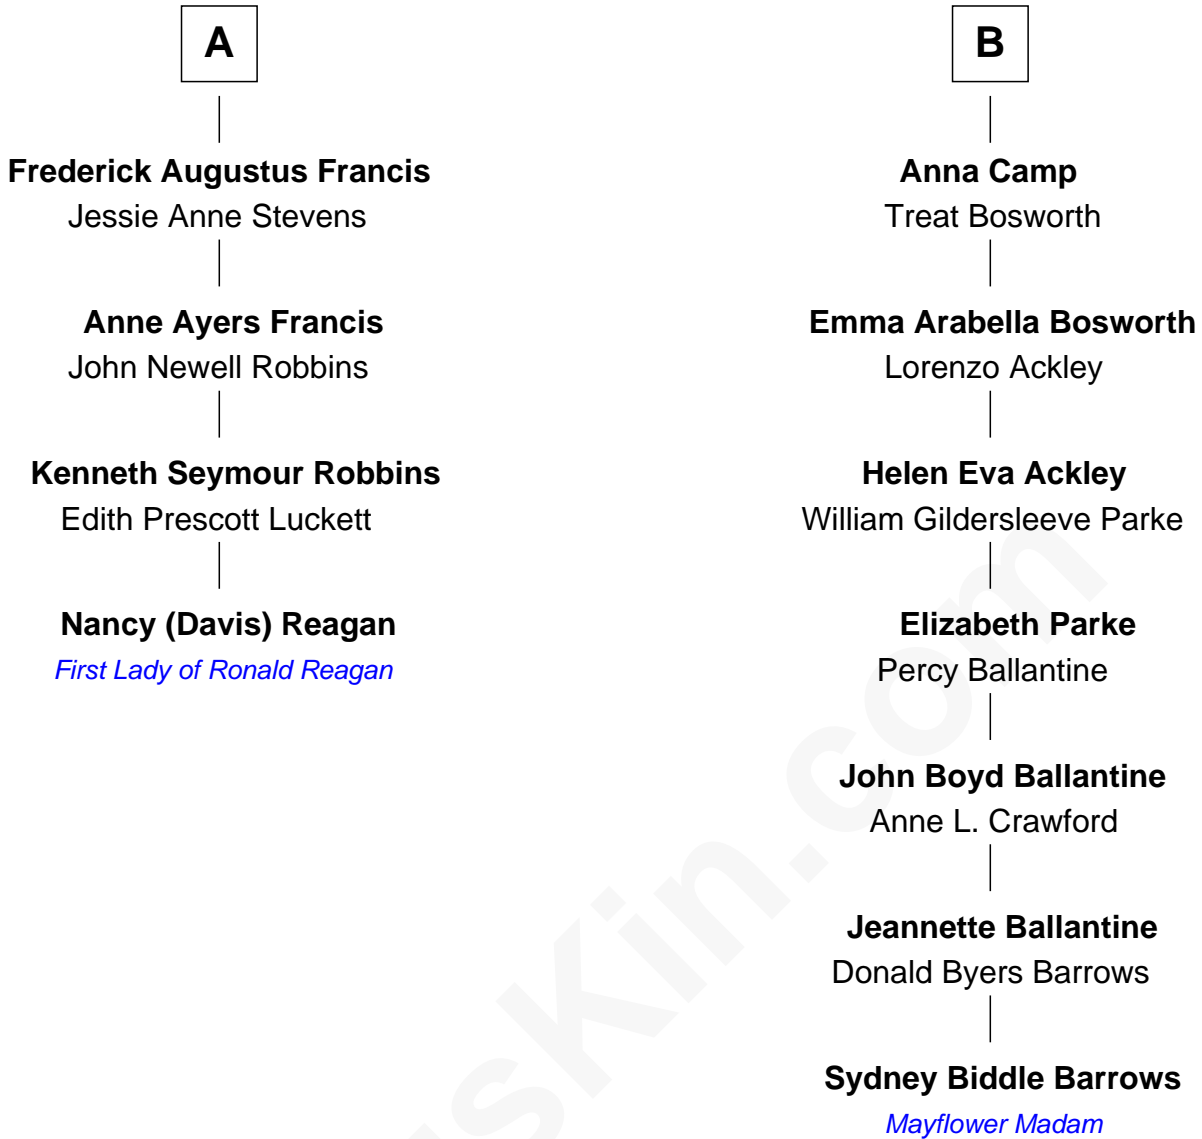 A
Frederick Augustus Francis
Jessie Anne Stevens
Anne Ayers Francis
John Newell Robbins
Kenneth Seymour Robbins
Edith Prescott Luckett
Nancy (Davis) Reagan
First Lady of Ronald Reagan
B
Anna Camp
Treat Bosworth
Emma Arabella Bosworth
Lorenzo Ackley
Helen Eva Ackley
William Gildersleeve Parke
Elizabeth Parke
Percy Ballantine
John Boyd Ballantine
Anne L. Crawford
Jeannette Ballantine
Donald Byers Barrows
Sydney Biddle Barrows
Mayflower Madam
usKin.com